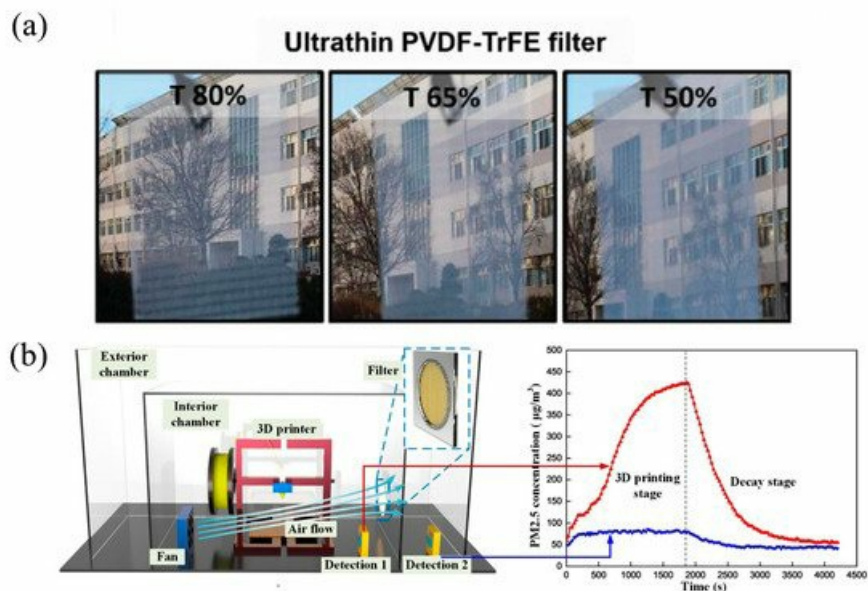 (a)
Ultrathin PVDF-TrFE filter
T 80%
T 65%
T 50%
(b)
Exterior
chamber
Interior
chamber
3D printer
Filter
Air flow
Fan
Detection 1
Detection 2
PM2.5 concentration ( μg/m³)
500
450
400
350
300
250
200
150
100
50
0
3D printing
stage
Decay stage
0 500 1000 1500 2000 2500 3000 3500 4000 4500
Time (s)